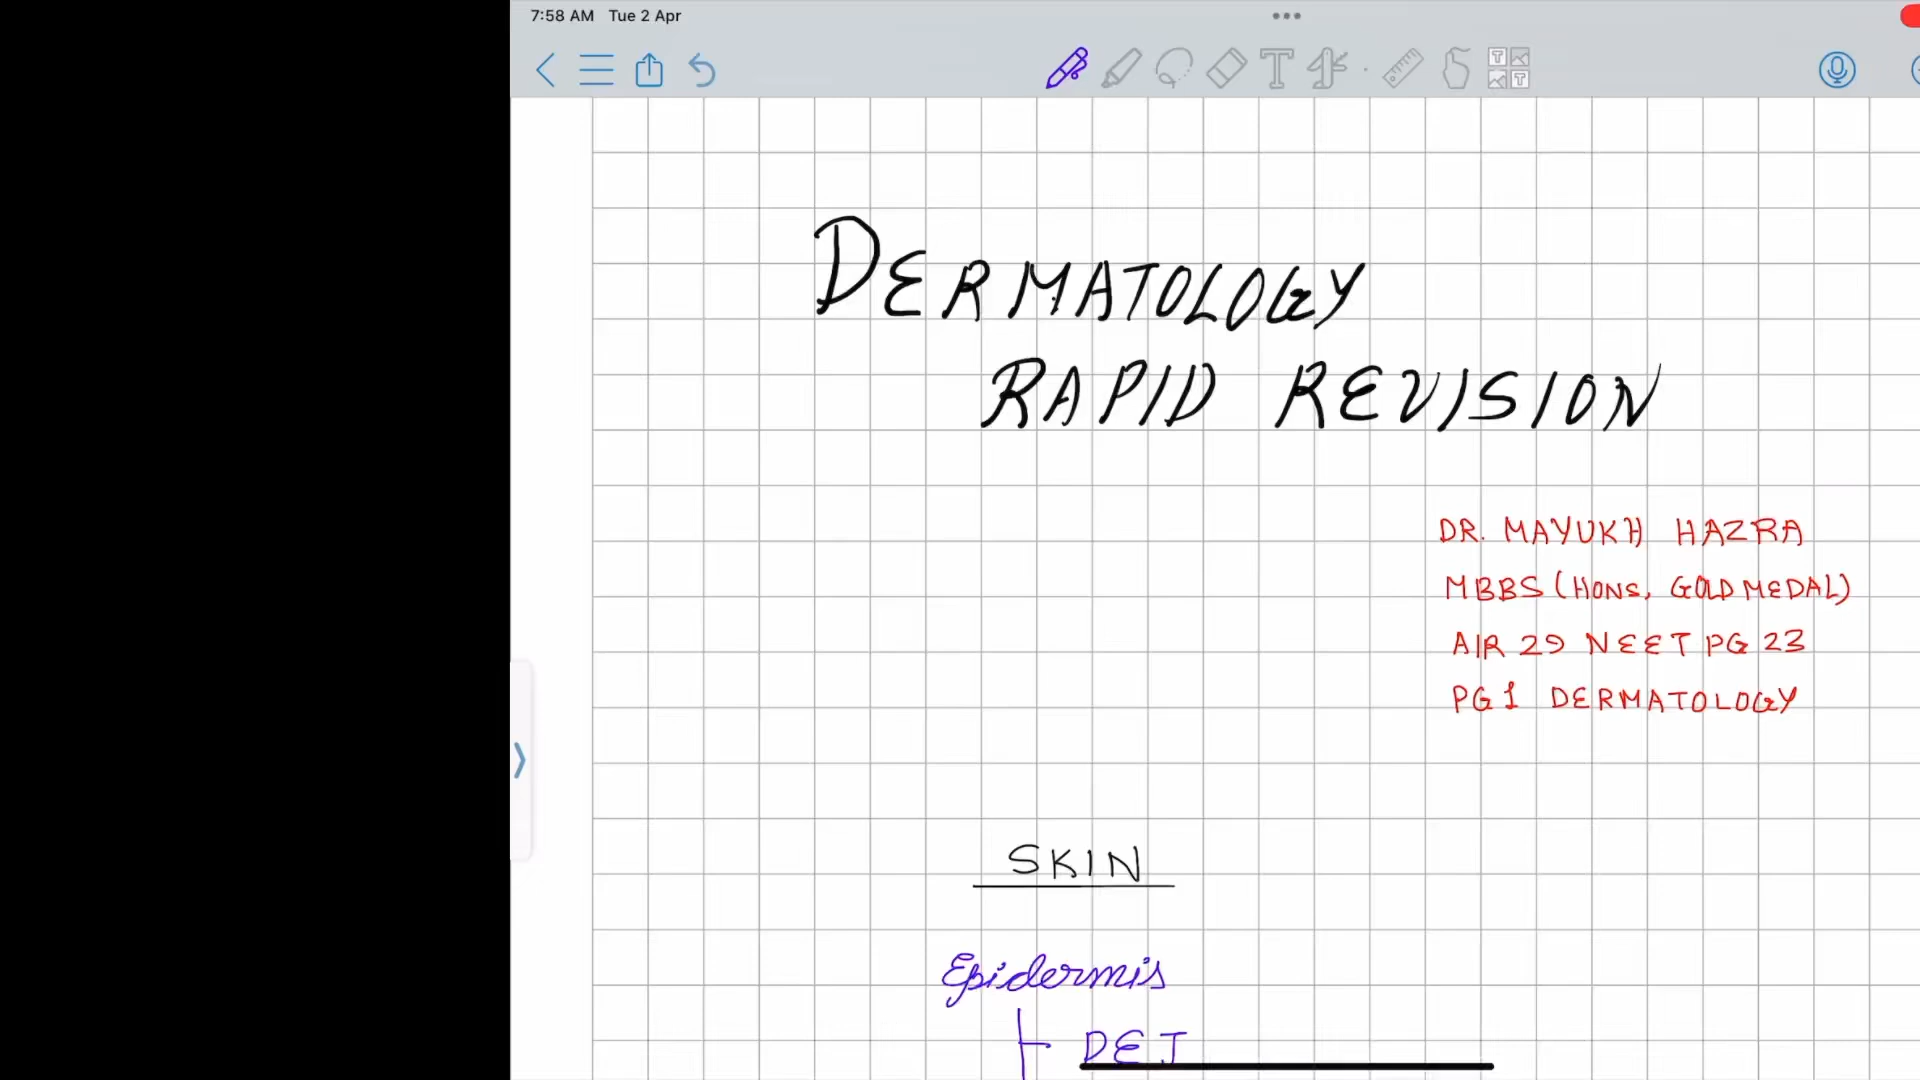 7:58 AM Tue 2 Apr
DERMATOLOGY
RAPID REVISION
DR. MAYUKH HAZRA
MBBS (HONS, GOLD MEDAL)
AIR 29 NEET PG 23
PG 1 DERMATOLOGY
SKIN
Epidermis
DEJ